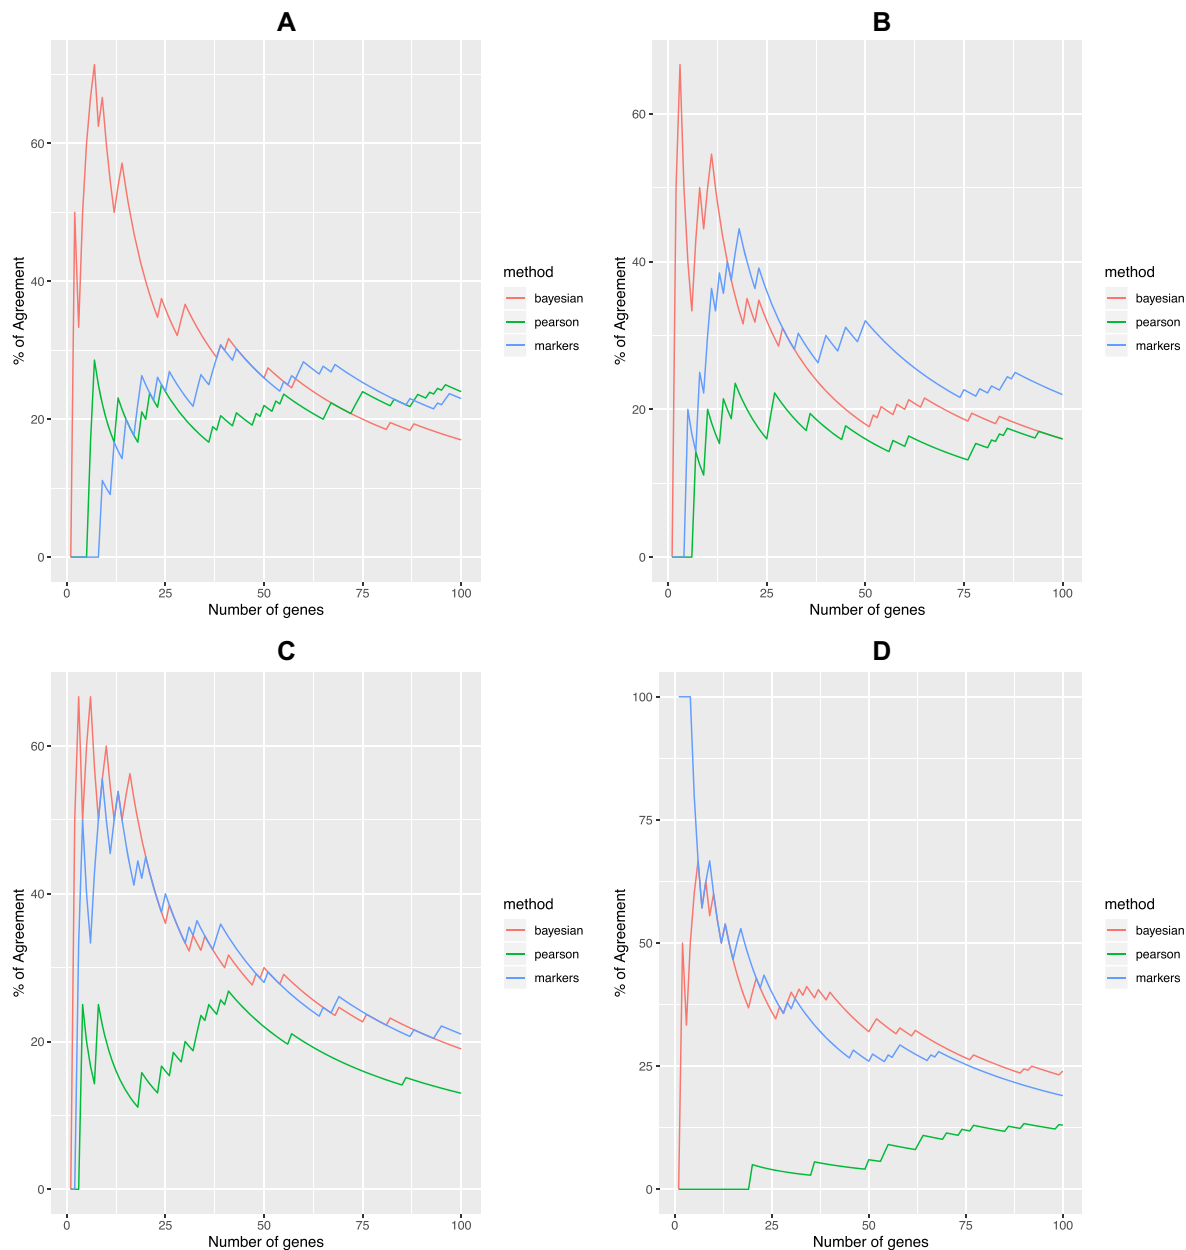 A
% of Agreement
60
40
20
0
0 25 50 75 100
Number of genes
method
bayesian
pearson
markers
B
% of Agreement
60
40
20
0
0 25 50 75 100
Number of genes
method
bayesian
pearson
markers
C
% of Agreement
60
40
20
0
0 25 50 75 100
Number of genes
method
bayesian
pearson
markers
D
% of Agreement
100
75
50
25
0
0 25 50 75 100
Number of genes
method
bayesian
pearson
markers